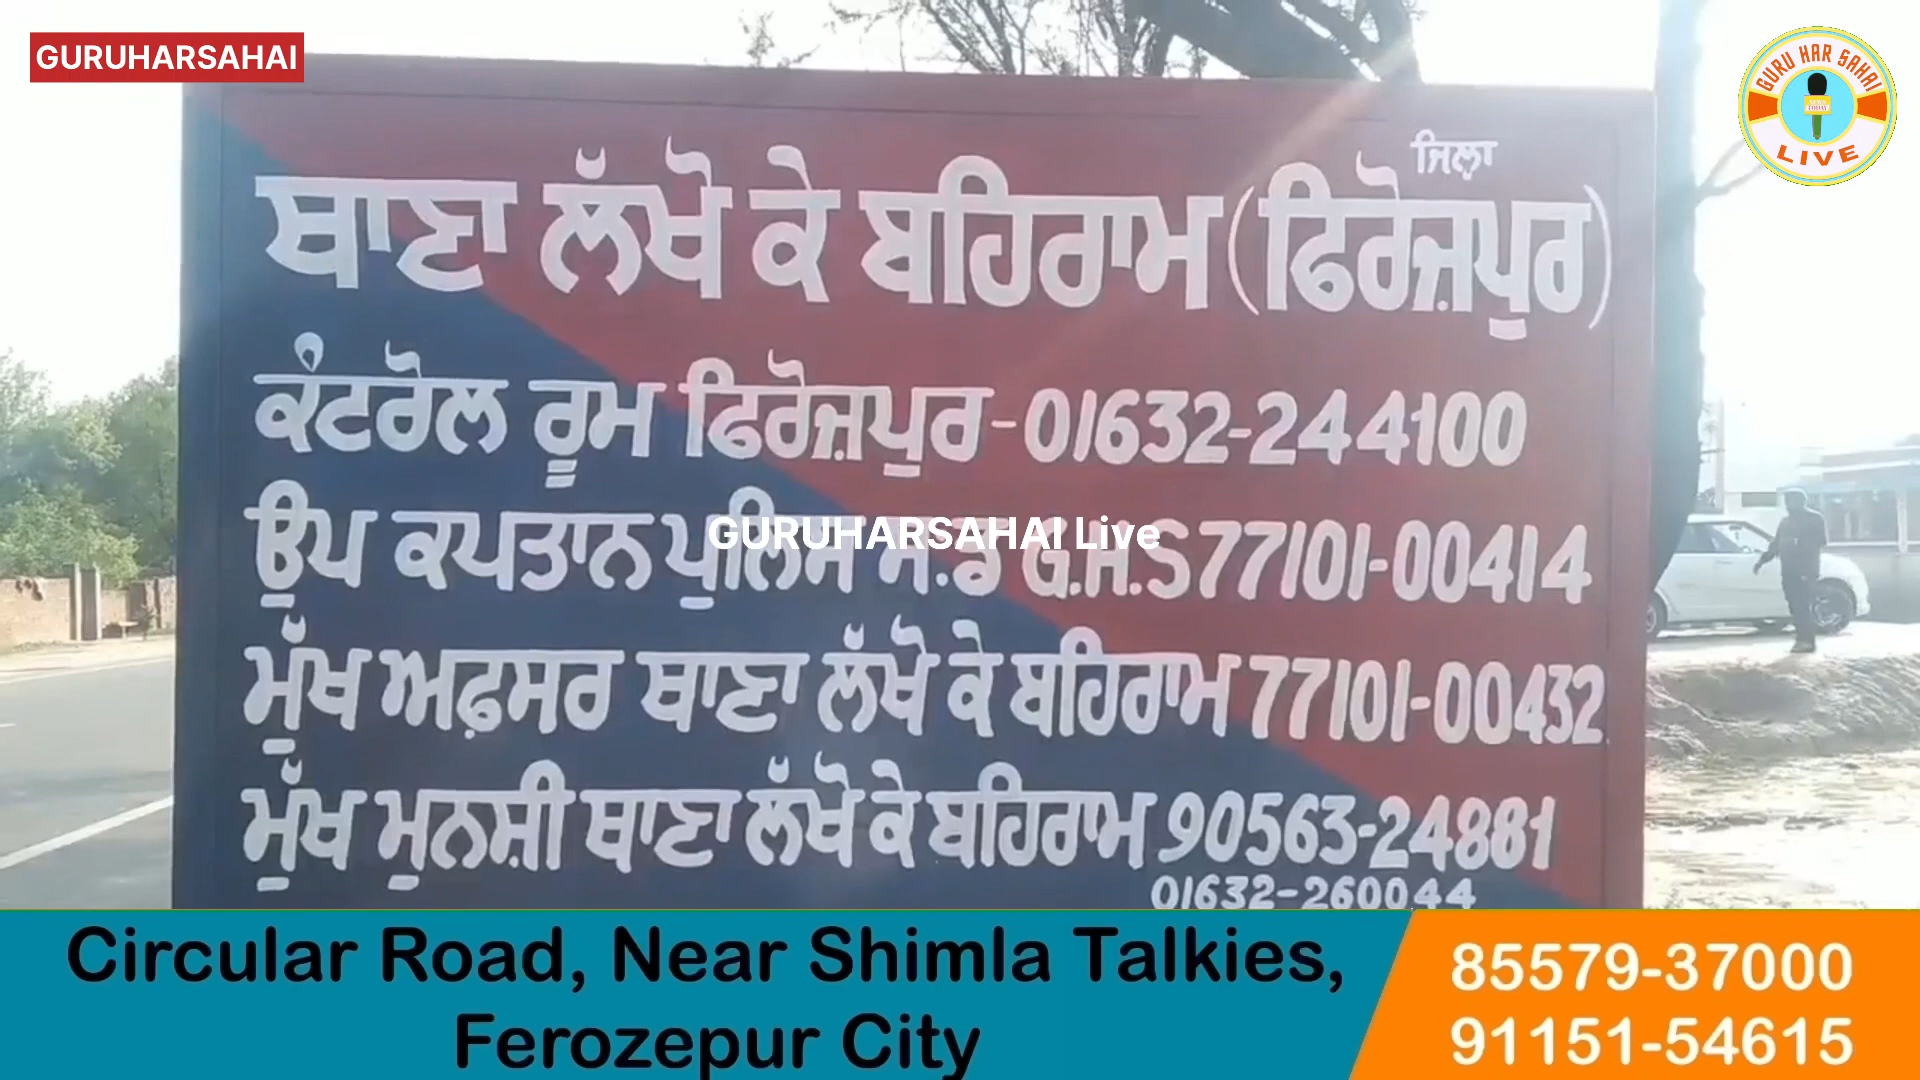 GURUHARSAHAI
GURU HAR SAHAI
LIVE
ਜਿਲ੍ਹਾ
ਥਾਣਾ ਲੱਖੋ ਕੇ ਬਹਿਰਾਮ (ਫਿਰੋਜ਼ਪੁਰ)
ਕੰਟਰੋਲ ਰੂਮ ਫਿਰੋਜ਼ਪੁਰ-01632-244100
ਉਪ ਕਪਤਾਨ ਪੁਲਿਸ ਸ.ਡ G.H.S 77101-00414
GURUHARSAHAI Live
ਮੁੱਖ ਅਫ਼ਸਰ ਥਾਣਾ ਲੱਖੋ ਕੇ ਬਹਿਰਾਮ 77101-00432
ਮੁੱਖ ਮੁਨਸ਼ੀ ਥਾਣਾ ਲੱਖੋ ਕੇ ਬਹਿਰਾਮ 90563-24881
01632-260044
Circular Road, Near Shimla Talkies,
Ferozepur City
85579-37000
91151-54615